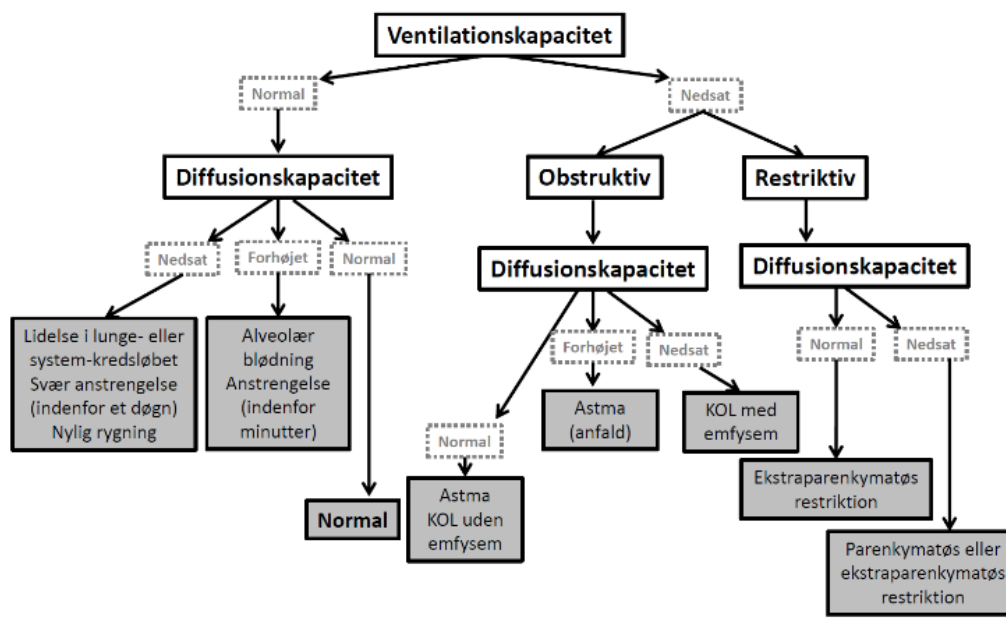 Ventilationskapacitet
Normal
Nedsat
Diffusionskapacitet
Obstruktiv
Restriktiv
Nedsat
Forhøjet
Normal
Diffusionskapacitet
Diffusionskapacitet
Lidelse i lunge- eller
system-kredsløbet
Svær anstrengelse
(indenfor et døgn)
Nylig rygning
Alveolær
blødning
Anstrengelse
(indenfor
minutter)
Normal
Normal
Astma
KOL uden
emfysem
Forhøjet
Astma
(anfald)
Nedsat
KOL med
emfysem
Normal
Ekstraparenkymatøs
restriktion
Nedsat
Parenkymatøs eller
ekstraparenkymatøs
restriktion